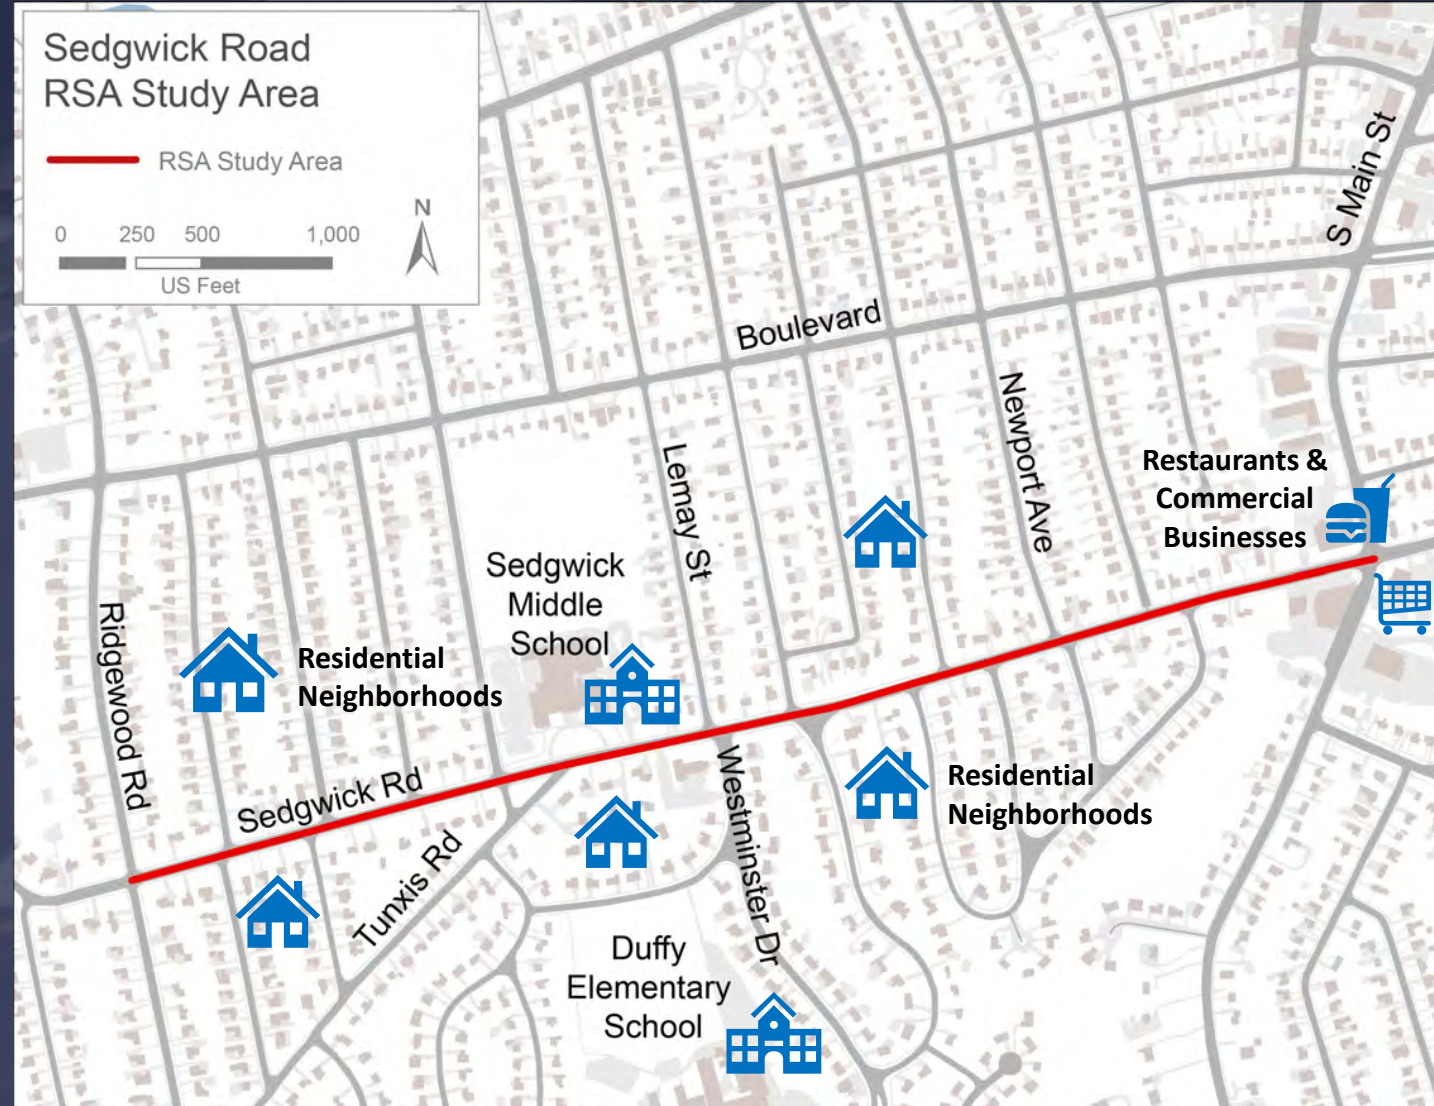 Sedgwick Road
RSA Study Area
RSA Study Area
N
0 250 500 1,000
US Feet
S Main St
Boulevard
Newport Ave
Lemay St
Restaurants &
Commercial
Businesses
Sedgwick
Middle
School
Ridgewood Rd
Residential
Neighborhoods
Sedgwick Rd
Tunxis Rd
Westminster Dr
Residential
Neighborhoods
Duffy
Elementary
School